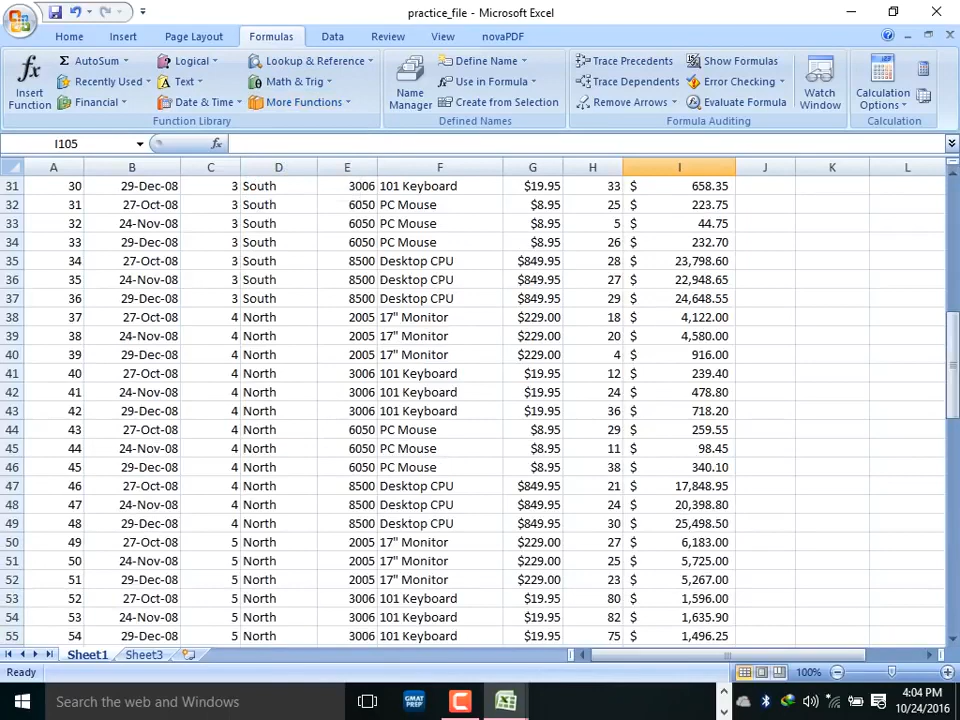 practice_file - Microsoft Excel
Home Insert Page Layout Formulas Data Review View novaPDF
Insert Function
AutoSum
Recently Used
Financial
Logical
Text
Date & Time
Lookup & Reference
Math & Trig
More Functions
Function Library
Name Manager
Define Name
Use in Formula
Create from Selection
Defined Names
Trace Precedents
Trace Dependents
Remove Arrows
Show Formulas
Error Checking
Evaluate Formula
Formula Auditing
Watch Window
Calculation Options
Calculation
I105 fx
A B C D E F G H I J K L
31 30 29-Dec-08 3 South 3006 101 Keyboard $19.95 33 $ 658.35
32 31 27-Oct-08 3 South 6050 PC Mouse $8.95 25 $ 223.75
33 32 24-Nov-08 3 South 6050 PC Mouse $8.95 5 $ 44.75
34 33 29-Dec-08 3 South 6050 PC Mouse $8.95 26 $ 232.70
35 34 27-Oct-08 3 South 8500 Desktop CPU $849.95 28 $ 23,798.60
36 35 24-Nov-08 3 South 8500 Desktop CPU $849.95 27 $ 22,948.65
37 36 29-Dec-08 3 South 8500 Desktop CPU $849.95 29 $ 24,648.55
38 37 27-Oct-08 4 North 2005 17" Monitor $229.00 18 $ 4,122.00
39 38 24-Nov-08 4 North 2005 17" Monitor $229.00 20 $ 4,580.00
40 39 29-Dec-08 4 North 2005 17" Monitor $229.00 4 $ 916.00
41 40 27-Oct-08 4 North 3006 101 Keyboard $19.95 12 $ 239.40
42 41 24-Nov-08 4 North 3006 101 Keyboard $19.95 24 $ 478.80
43 42 29-Dec-08 4 North 3006 101 Keyboard $19.95 36 $ 718.20
44 43 27-Oct-08 4 North 6050 PC Mouse $8.95 29 $ 259.55
45 44 24-Nov-08 4 North 6050 PC Mouse $8.95 11 $ 98.45
46 45 29-Dec-08 4 North 6050 PC Mouse $8.95 38 $ 340.10
47 46 27-Oct-08 4 North 8500 Desktop CPU $849.95 21 $ 17,848.95
48 47 24-Nov-08 4 North 8500 Desktop CPU $849.95 24 $ 20,398.80
49 48 29-Dec-08 4 North 8500 Desktop CPU $849.95 30 $ 25,498.50
50 49 27-Oct-08 5 North 2005 17" Monitor $229.00 27 $ 6,183.00
51 50 24-Nov-08 5 North 2005 17" Monitor $229.00 25 $ 5,725.00
52 51 29-Dec-08 5 North 2005 17" Monitor $229.00 23 $ 5,267.00
53 52 27-Oct-08 5 North 3006 101 Keyboard $19.95 80 $ 1,596.00
54 53 24-Nov-08 5 North 3006 101 Keyboard $19.95 82 $ 1,635.90
55 54 29-Dec-08 5 North 3006 101 Keyboard $19.95 75 $ 1,496.25
Sheet1 Sheet3
Ready 100%
Search the web and Windows
GMAT PREP
4:04 PM
10/24/2016